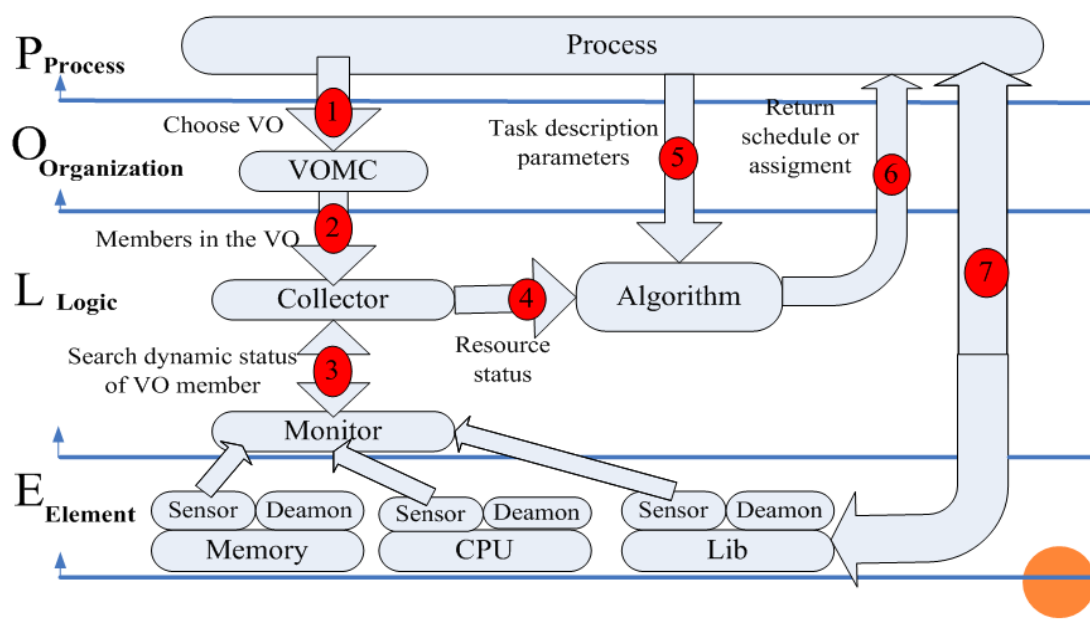 Process
P Process
1
Choose VO
Task description
parameters
5
Return
schedule or
assigment
6
O Organization
VOMC
2
Members in the VO
7
L Logic
Collector
4
Algorithm
Resource
status
Search dynamic status
of VO member
3
Monitor
E Element
Sensor Deamon
Memory
Sensor Deamon
CPU
Sensor Deamon
Lib